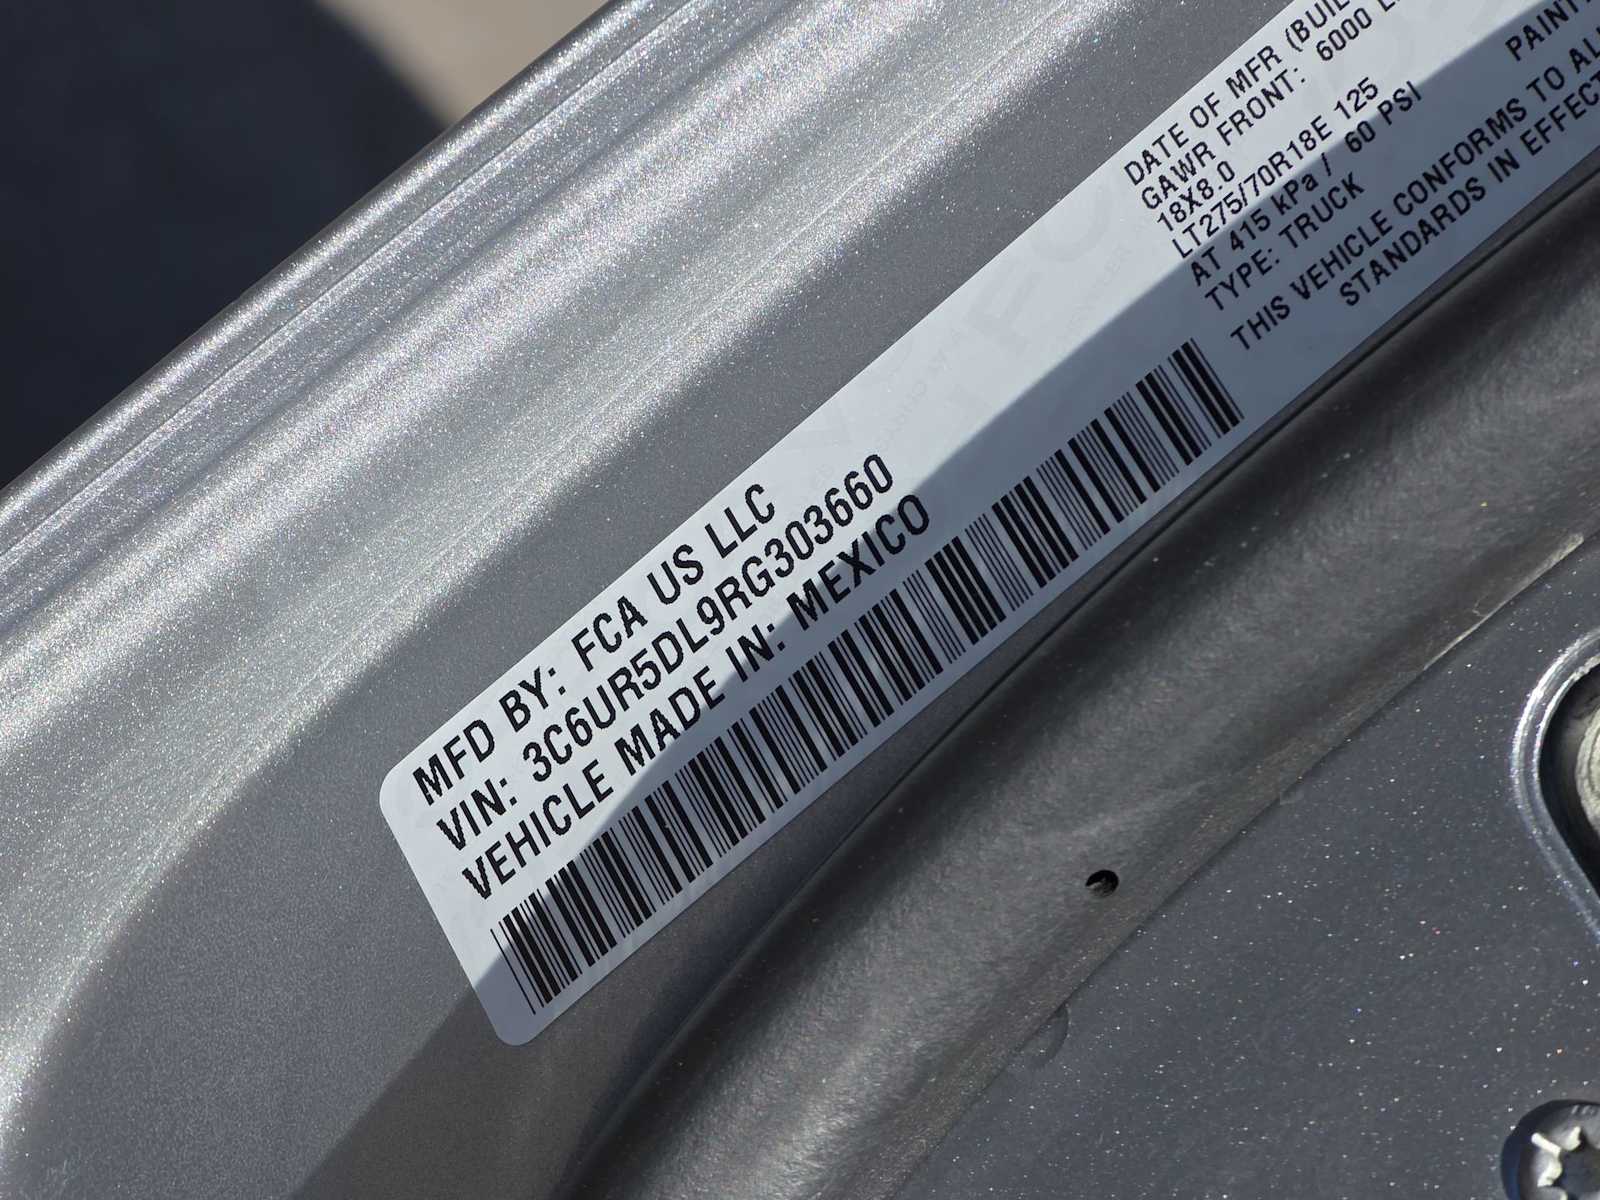 MFD BY: FCA US LLC
VIN: 3C6UR5DL9RG303660
VEHICLE MADE IN: MEXICO
DATE OF MFR (BUIL
GAWR FRONT: 6000 L
18X8.0
LT275/70R18E 125
AT 415 kPa / 60 PSI
TYPE: TRUCK
PAINT
THIS VEHICLE CONFORMS TO AL
STANDARDS IN EFFECT